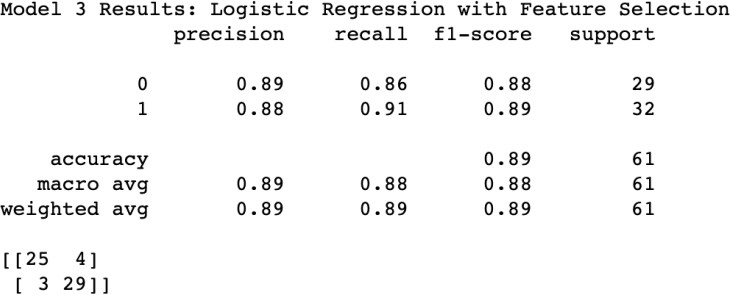 Model 3 Results: Logistic Regression with Feature Selection
precision recall f1-score support
0 0.89 0.86 0.88 29
1 0.88 0.91 0.89 32
accuracy 0.89 61
macro avg 0.89 0.88 0.88 61
weighted avg 0.89 0.89 0.89 61
[[25 4]
[ 3 29]]